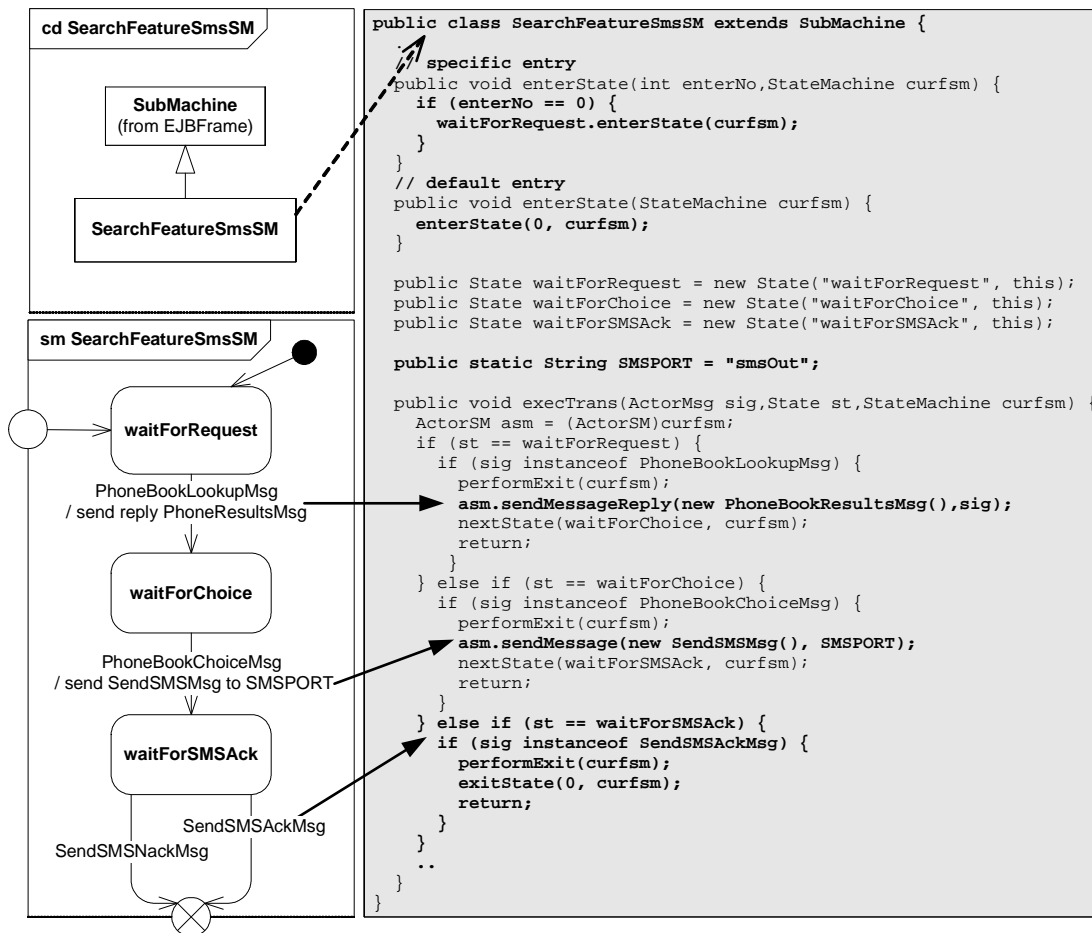 cd SearchFeatureSmsSM
SubMachine
(from EJBFrame)
SearchFeatureSmsSM
sm SearchFeatureSmsSM
waitForRequest
PhoneBookLookupMsg
/ send reply PhoneResultsMsg
waitForChoice
PhoneBookChoiceMsg
/ send SendSMSMsg to SMSPORT
waitForSMSAck
SendSMSAckMsg
SendSMSNackMsg
public class SearchFeatureSmsSM extends SubMachine {
..
// specific entry
public void enterState(int enterNo,StateMachine curfsm) {
if (enterNo == 0) {
waitForRequest.enterState(curfsm);
}
}
// default entry
public void enterState(StateMachine curfsm) {
enterState(0, curfsm);
}
public State waitForRequest = new State("waitForRequest", this);
public State waitForChoice = new State("waitForChoice", this);
public State waitForSMSAck = new State("waitForSMSAck", this);
public static String SMSPORT = "smsOut";
public void execTrans(ActorMsg sig,State st,StateMachine curfsm) {
ActorSM asm = (ActorSM)curfsm;
if (st == waitForRequest) {
if (sig instanceof PhoneBookLookupMsg) {
performExit(curfsm);
asm.sendMessageReply(new PhoneBookResultsMsg(),sig);
nextState(waitForChoice, curfsm);
return;
}
} else if (st == waitForChoice) {
if (sig instanceof PhoneBookChoiceMsg) {
performExit(curfsm);
asm.sendMessage(new SendSMSMsg(), SMSPORT);
nextState(waitForSMSAck, curfsm);
return;
}
} else if (st == waitForSMSAck) {
if (sig instanceof SendSMSAckMsg) {
performExit(curfsm);
exitState(0, curfsm);
return;
}
}
..
}
}